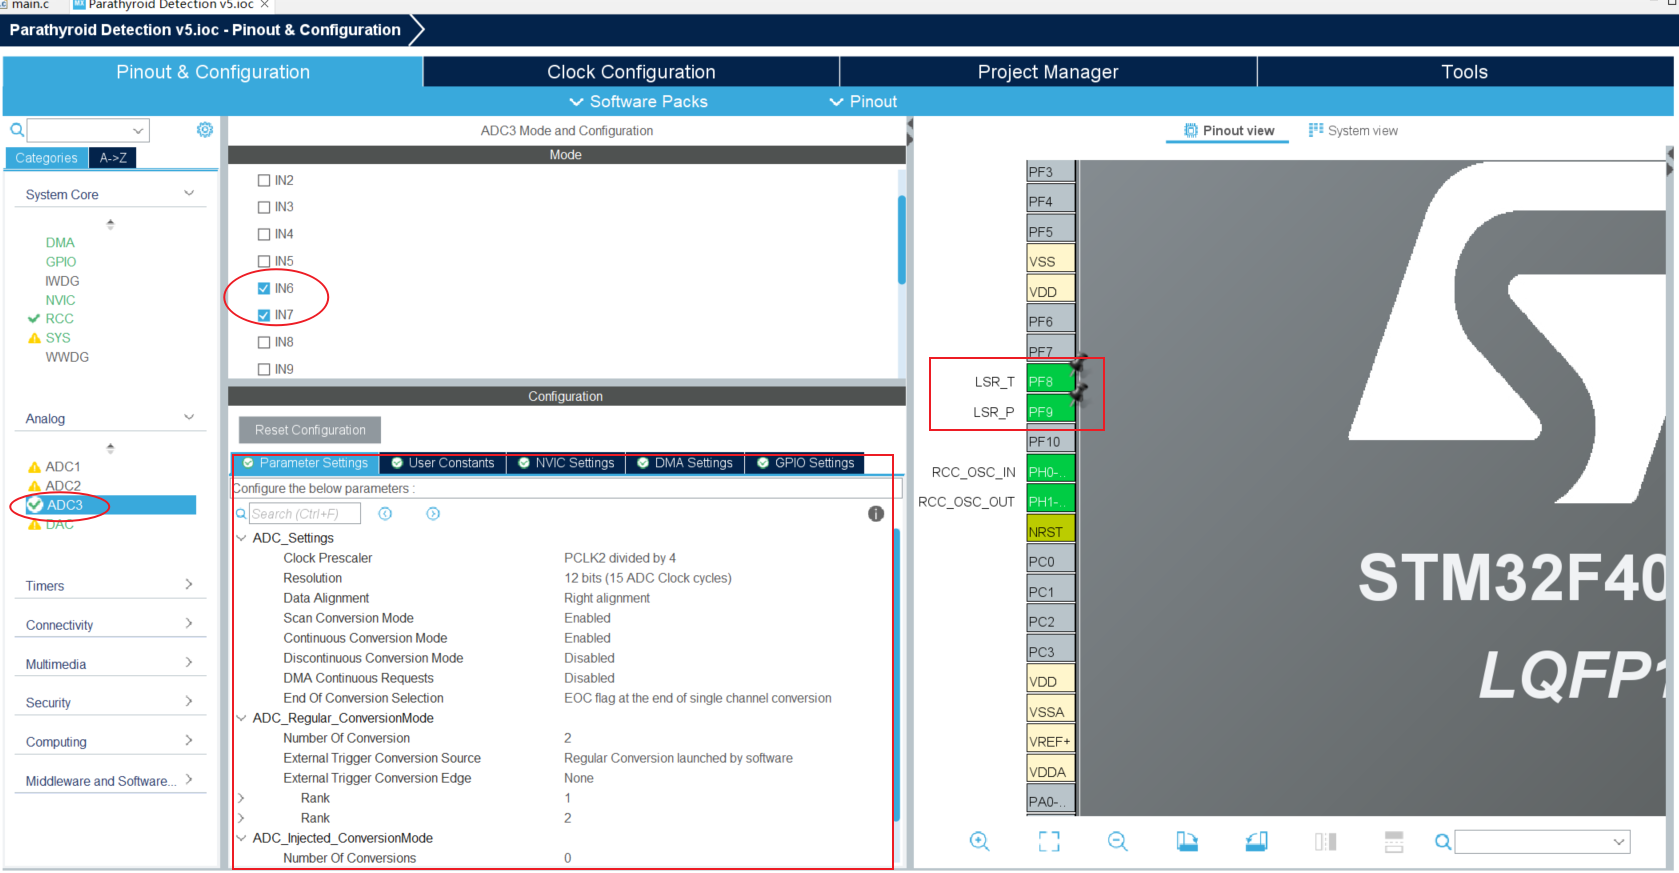 main.c
Parathyroid Detection v5.ioc
Parathyroid Detection v5.ioc - Pinout & Configuration
Pinout & Configuration
Clock Configuration
Project Manager
Tools
Software Packs
Pinout
Categories
A->Z
System Core
DMA
GPIO
IWDG
NVIC
RCC
SYS
WWDG
Analog
ADC1
ADC2
ADC3
DAC
Timers
Connectivity
Multimedia
Security
Computing
Middleware and Software...
ADC3 Mode and Configuration
Mode
IN2
IN3
IN4
IN5
IN6
IN7
IN8
IN9
Configuration
Reset Configuration
Parameter Settings
User Constants
NVIC Settings
DMA Settings
GPIO Settings
Configure the below parameters :
Search (Ctrl+F)
ADC_Settings
Clock Prescaler PCLK2 divided by 4
Resolution 12 bits (15 ADC Clock cycles)
Data Alignment Right alignment
Scan Conversion Mode Enabled
Continuous Conversion Mode Enabled
Discontinuous Conversion Mode Disabled
DMA Continuous Requests Disabled
End Of Conversion Selection EOC flag at the end of single channel conversion
ADC_Regular_ConversionMode
Number Of Conversion 2
External Trigger Conversion Source Regular Conversion launched by software
External Trigger Conversion Edge None
Rank 1
Rank 2
ADC_Injected_ConversionMode
Number Of Conversions 0
Pinout view
System view
PF3
PF4
PF5
VSS
VDD
PF6
PF7
LSR_T PF8
LSR_P PF9
PF10
RCC_OSC_IN PH0-..
RCC_OSC_OUT PH1-..
NRST
PC0
PC1
PC2
PC3
VDD
VSSA
VREF+
VDDA
PA0-..
STM32F40
LQFP1